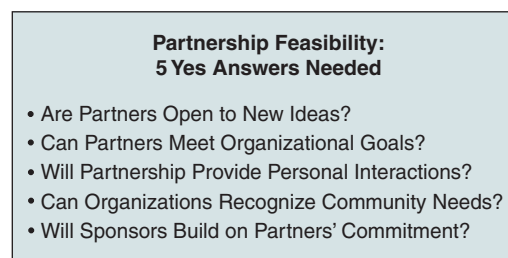 Partnership Feasibility:
5 Yes Answers Needed
• Are Partners Open to New Ideas?
• Can Partners Meet Organizational Goals?
• Will Partnership Provide Personal Interactions?
• Can Organizations Recognize Community Needs?
• Will Sponsors Build on Partners' Commitment?